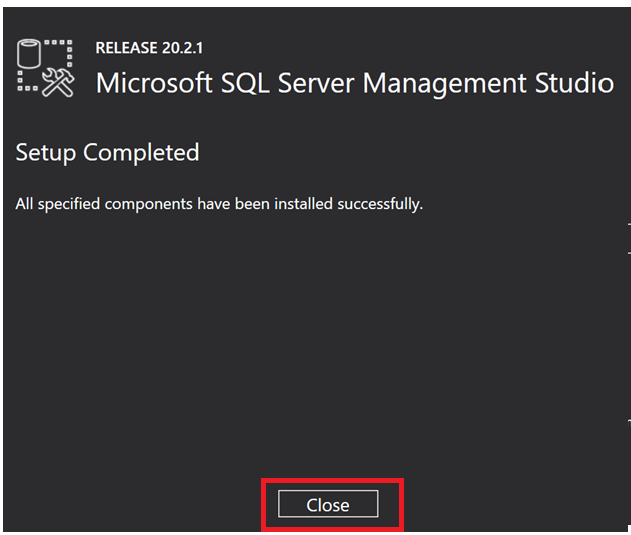 RELEASE 20.2.1
Microsoft SQL Server Management Studio
Setup Completed
All specified components have been installed successfully.
Close